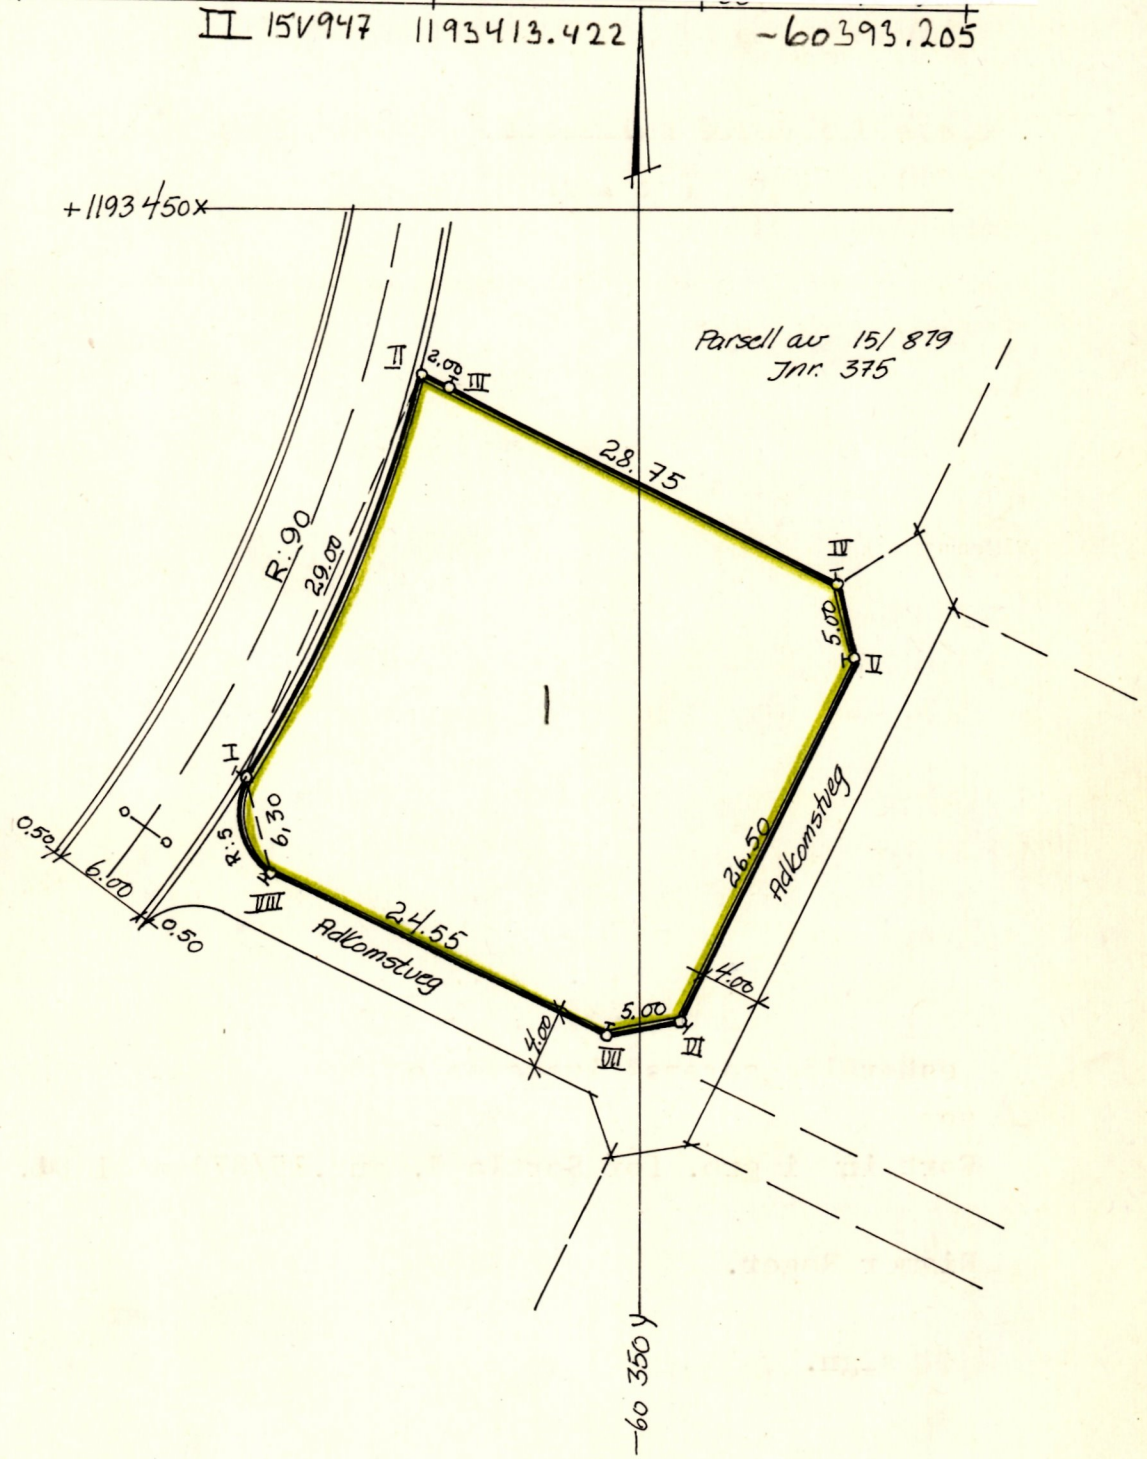 II 15V947 1193413.422 -60393.205
+1193450x
Parsell av 15/879
Jnr. 375
II 2.00 III
28.75
IV
R:90
29.00
5.00
V
I
I
6,30
R:5
0.50
6.00
0.50
VIII
24.55
Adkomstveg
26.50
Adkomstveg
4.00
5.00
4.00
VII
VI
-60 350 y